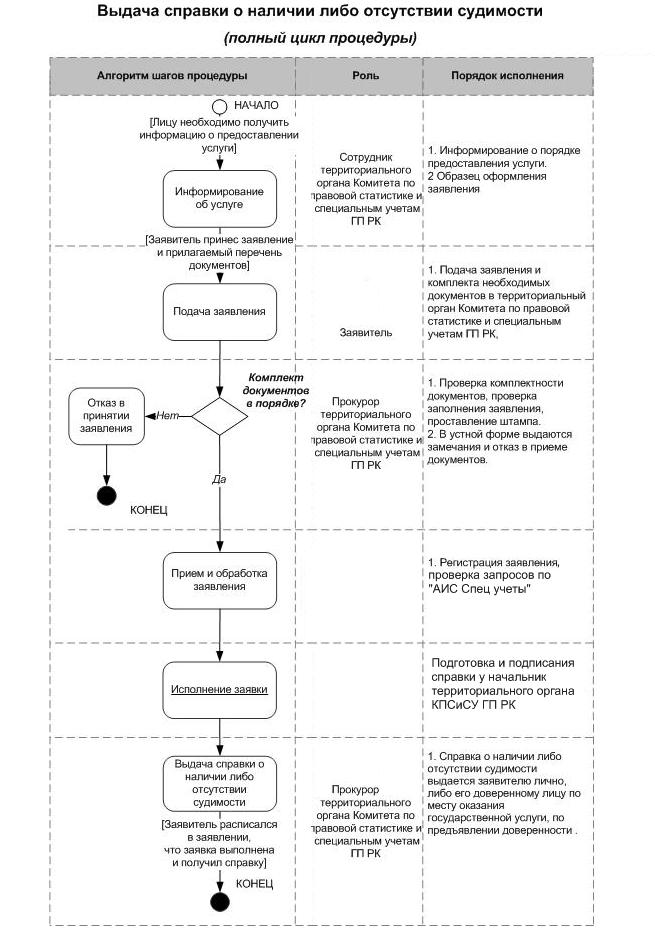 Выдача справки о наличии либо отсутствии судимости
(полный цикл процедуры)
Алгоритм шагов процедуры
Роль
Порядок исполнения
НАЧАЛО
[Лицу необходимо получить
информацию о предоставлении
услуги]
Информирование
об услуге
Сотрудник
территориального
органа Комитета по
правовой статистике и
специальным учетам
ГП РК
1. Информирование о порядке
предоставления услуги.
2 Образец оформления
заявления
[Заявитель принес заявление
и прилагаемый перечень
документов]
Подача заявления
Заявитель
1. Подача заявления и
комплекта необходимых
документов в территориальный
орган Комитета по правовой
статистике и специальным
учетам ГП РК,
Комплект
документов
в порядке?
Отказ в
принятии
заявления
Нет
КОНЕЦ
Да
Прокурор
территориального
органа Комитета по
правовой статистике и
специальным учетам
ГП РК
1. Проверка комплектности
документов, проверка
заполнения заявления,
проставление штампа.
2. В устной форме выдаются
замечания и отказ в приеме
документов.
Прием и обработка
заявления
1. Регистрация заявления,
проверка запросов по
"АИС Спец учеты"
Исполнение заявки
Подготовка и подписания
справки у начальник
территориального органа
КПСиСУ ГП РК
Выдача справки о
наличии либо
отсутствии
судимости
[Заявитель расписался
в заявлении,
что заявка выполнена
и получил справку]
КОНЕЦ
Прокурор
территориального
органа Комитета по
правовой статистике и
специальным учетам
ГП РК
1. Справка о наличии либо
отсутствии судимости
выдается заявителю лично,
либо его доверенному лицу по
месту оказания
государственной услуги, по
предъявлении доверенности .